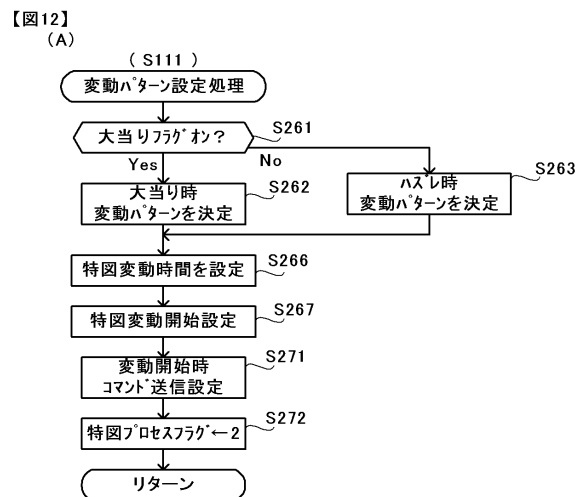 【図12】
(A)
( S111 )
変動パターン設定処理
大当りフラグオン?
S261
Yes
No
大当り時
変動パターンを決定
S262
ハズレ時
変動パターンを決定
S263
特図変動時間を設定
S266
特図変動開始設定
S267
変動開始時
コマンド送信設定
S271
特図プロセスフラグ←2
S272
リターン